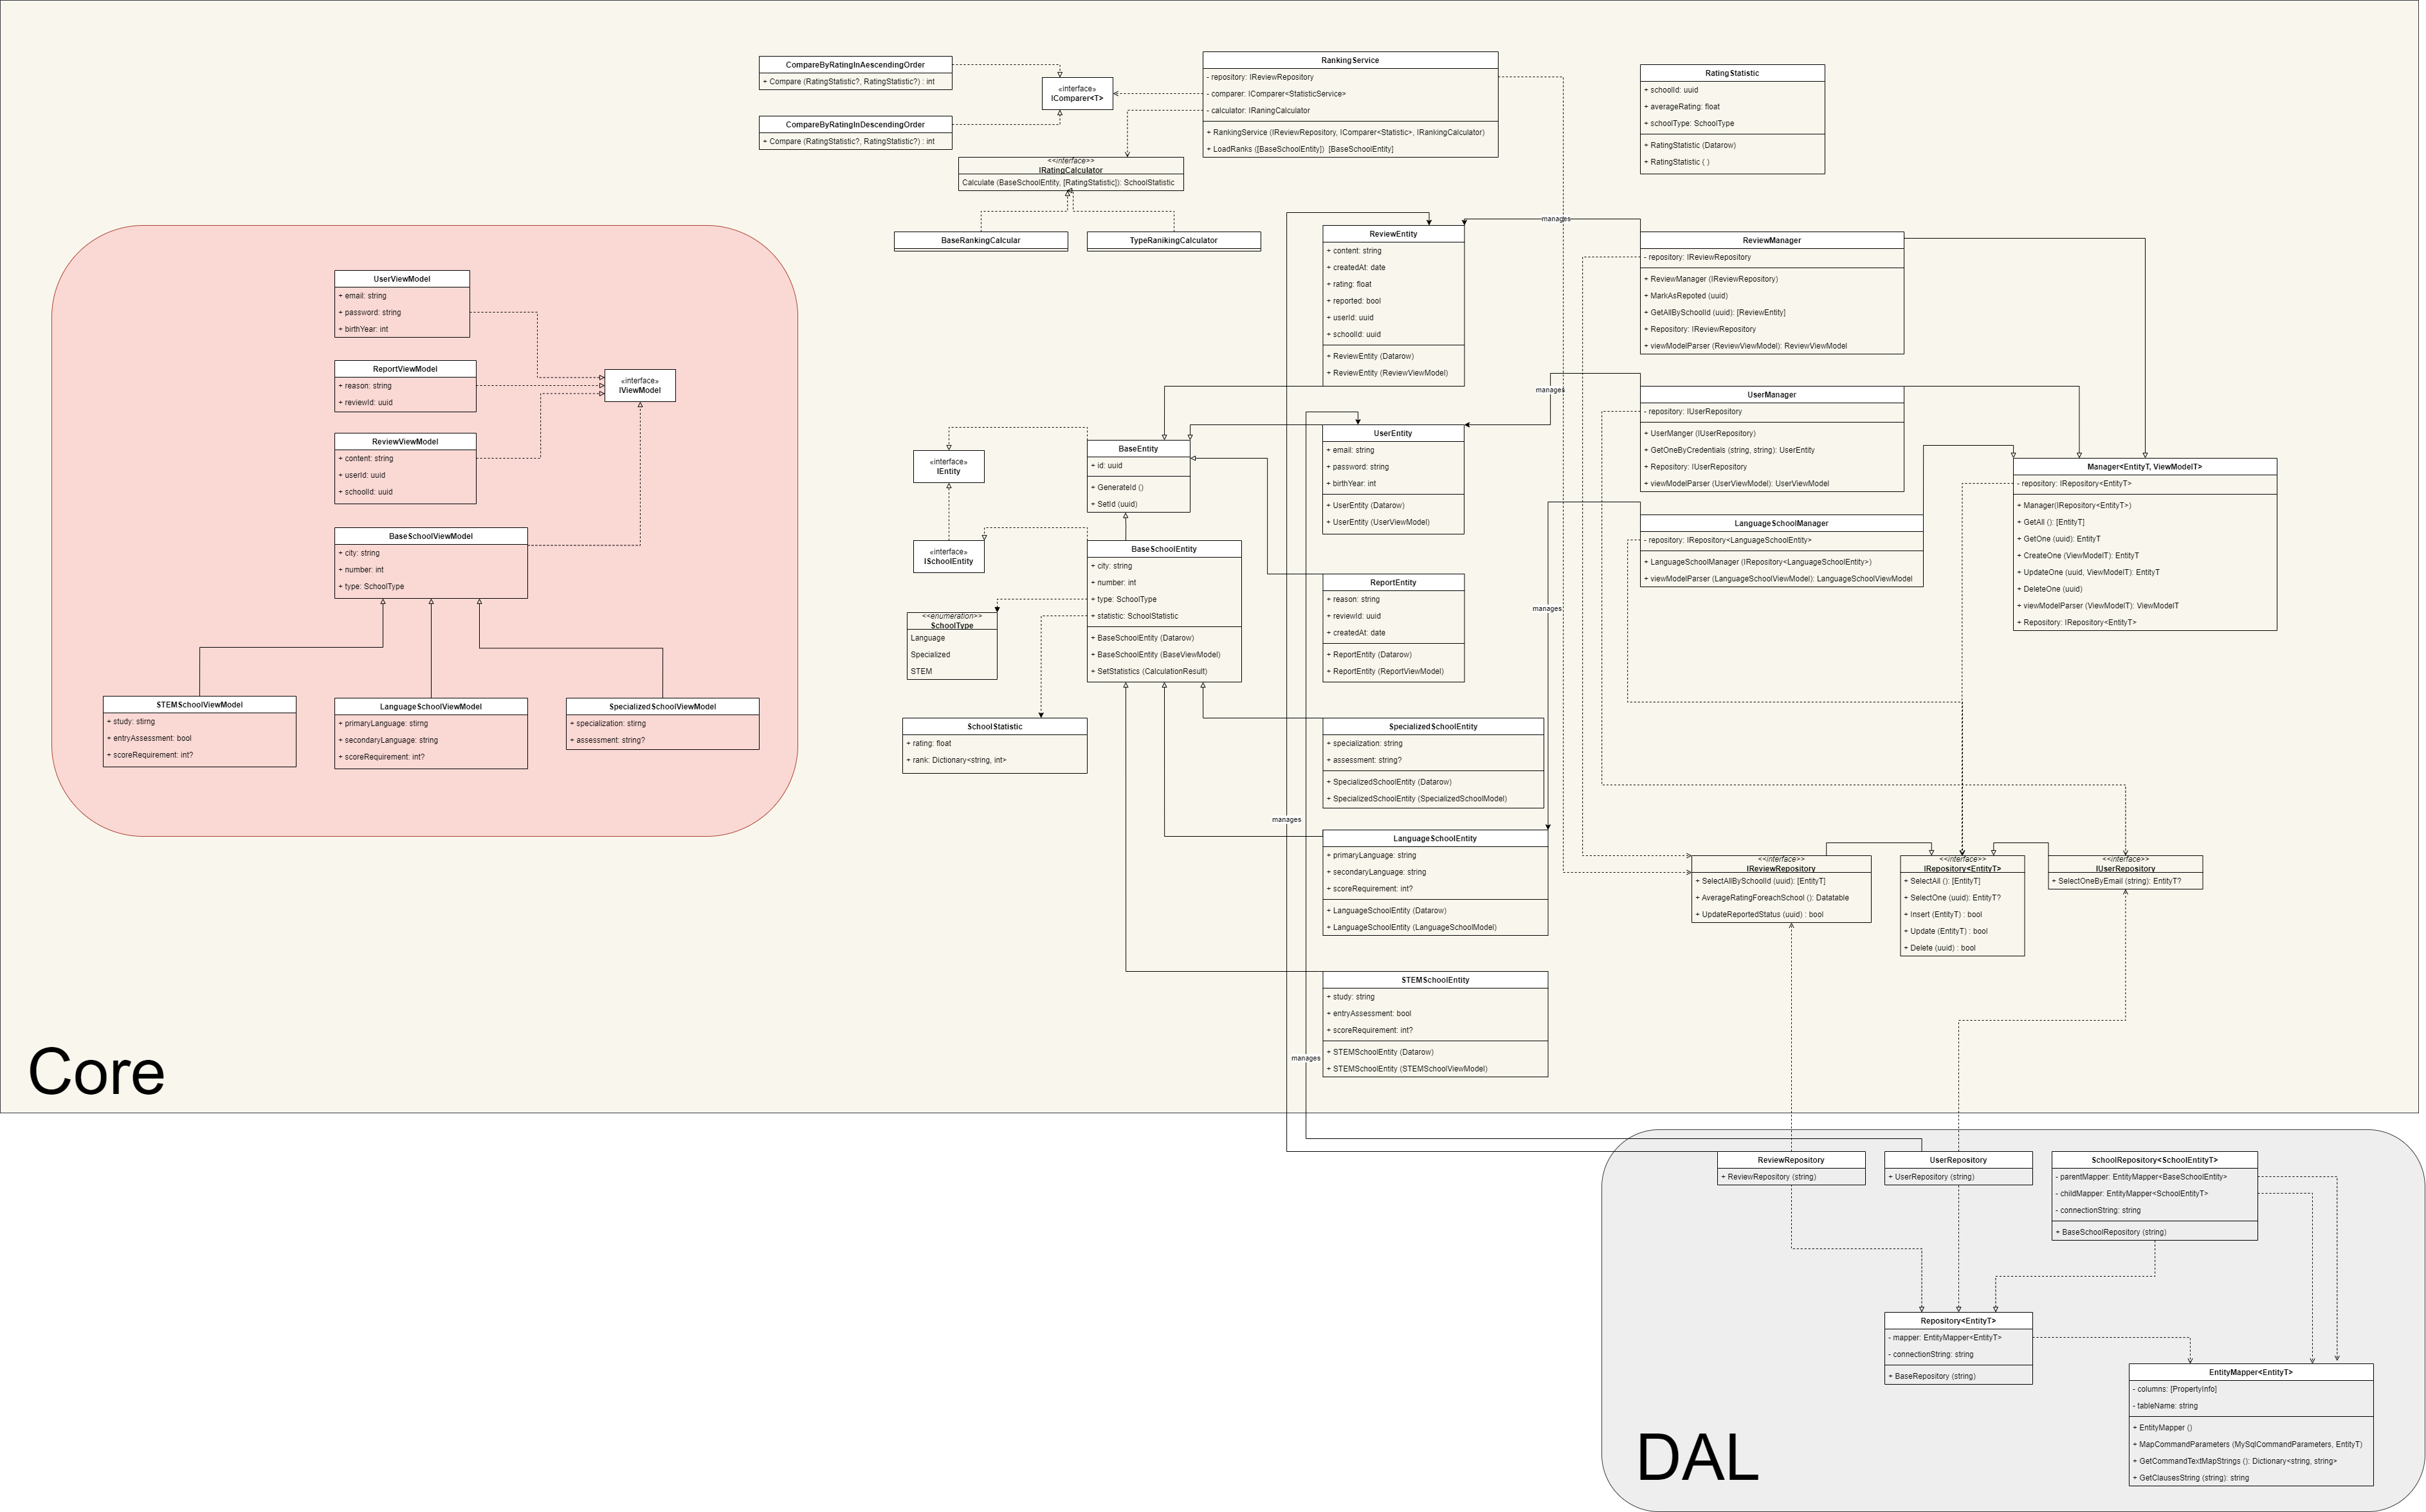 CompareByRatingInAescendingOrder
+ Compare (RatingStatistic?, RatingStatistic?) : int
CompareByRatingInDescendingOrder
+ Compare (RatingStatistic?, RatingStatistic?) : int
«interface»
IComparer<T>
RankingService
- repository: IReviewRepository
- comparer: IComparer<StatisticService>
- calculator: IRaningCalculator
+ RankingService (IReviewRepository, IComparer<Statistic>, IRankingCalculator)
+ LoadRanks ([BaseSchoolEntity]) [BaseSchoolEntity]
RatingStatistic
+ schoolId: uuid
+ averageRating: float
+ schoolType: SchoolType
+ RatingStatistic (Datarow)
+ RatingStatistic ( )
<<interface>>
IRatingCalculator
Calculate (BaseSchoolEntity, [RatingStatistic]): SchoolStatistic
BaseRankingCalcular
TypeRanikingCalculator
UserViewModel
+ email: string
+ password: string
+ birthYear: int
ReportViewModel
+ reason: string
+ reviewId: uuid
ReviewViewModel
+ content: string
+ userId: uuid
+ schoolId: uuid
«interface»
IViewModel
BaseSchoolViewModel
+ city: string
+ number: int
+ type: SchoolType
STEMSchoolViewModel
+ study: stirng
+ entryAssessment: bool
+ scoreRequirement: int?
LanguageSchoolViewModel
+ primaryLanguage: stirng
+ secondaryLanguage: string
+ scoreRequirement: int?
SpecializedSchoolViewModel
+ specialization: stirng
+ assessment: string?
ReviewEntity
+ content: string
+ createdAt: date
+ rating: float
+ reported: bool
+ userId: uuid
+ schoolId: uuid
+ ReviewEntity (Datarow)
+ ReviewEntity (ReviewViewModel)
manages
ReviewManager
- repository: IReviewRepository
+ ReviewManager (IReviewRepository)
+ MarkAsRepoted (uuid)
+ GetAllBySchoolId (uuid): [ReviewEntity]
+ Repository: IReviewRepository
+ viewModelParser (ReviewViewModel): ReviewViewModel
manages
UserManager
- repository: IUserRepository
+ UserManger (IUserRepository)
+ GetOneByCredentials (string, string): UserEntity
+ Repository: IUserRepository
+ viewModelParser (UserViewModel): UserViewModel
«interface»
IEntity
BaseEntity
+ id: uuid
+ GenerateId ()
+ SetId (uuid)
UserEntity
+ email: string
+ password: string
+ birthYear: int
+ UserEntity (Datarow)
+ UserEntity (UserViewModel)
LanguageSchoolManager
- repository: IRepository<LanguageSchoolEntity>
+ LanguageSchoolManager (IRepository<LanguageSchoolEntity>)
+ viewModelParser (LanguageSchoolViewModel): LanguageSchoolViewModel
Manager<EntityT, ViewModelT>
- repository: IRepository<EntityT>
+ Manager(IRepository<EntityT>)
+ GetAll (): [EntityT]
+ GetOne (uuid): EntityT
+ CreateOne (ViewModelT): EntityT
+ UpdateOne (uuid, ViewModelT): EntityT
+ DeleteOne (uuid)
+ viewModelParser (ViewModelT): ViewModelT
+ Repository: IRepository<EntityT>
«interface»
ISchoolEntity
BaseSchoolEntity
+ city: string
+ number: int
+ type: SchoolType
+ statistic: SchoolStatistic
+ BaseSchoolEntity (Datarow)
+ BaseSchoolEntity (BaseViewModel)
+ SetStatistics (CalculationResult)
<<enumeration>>
SchoolType
Language
Specialized
STEM
ReportEntity
+ reason: string
+ reviewId: uuid
+ createdAt: date
+ ReportEntity (Datarow)
+ ReportEntity (ReportViewModel)
manages
SchoolStatistic
+ rating: float
+ rank: Dictionary<string, int>
SpecializedSchoolEntity
+ specialization: string
+ assessment: string?
+ SpecializedSchoolEntity (Datarow)
+ SpecializedSchoolEntity (SpecializedSchoolModel)
manages
LanguageSchoolEntity
+ primaryLanguage: string
+ secondaryLanguage: string
+ scoreRequirement: int?
+ LanguageSchoolEntity (Datarow)
+ LanguageSchoolEntity (LanguageSchoolModel)
<<interface>>
IReviewRepository
+ SelectAllBySchoolId (uuid): [EntityT]
+ AverageRatingForeachSchool (): Datatable
+ UpdateReportedStatus (uuid) : bool
<<interface>>
IRepository<EntityT>
+ SelectAll (): [EntityT]
+ SelectOne (uuid): EntityT?
+ Insert (EntityT) : bool
+ Update (EntityT) : bool
+ Delete (uuid) : bool
<<interface>>
IUserRepository
+ SelectOneByEmail (string): EntityT?
STEMSchoolEntity
+ study: string
+ entryAssessment: bool
+ scoreRequirement: int?
+ STEMSchoolEntity (Datarow)
+ STEMSchoolEntity (STEMSchoolViewModel)
manages
Core
ReviewRepository
+ ReviewRepository (string)
UserRepository
+ UserRepository (string)
SchoolRepository<SchoolEntityT>
- parentMapper: EntityMapper<BaseSchoolEntity>
- childMapper: EntityMapper<SchoolEntityT>
- connectionString: string
+ BaseSchoolRepository (string)
Repository<EntityT>
- mapper: EntityMapper<EntityT>
- connectionString: string
+ BaseRepository (string)
EntityMapper<EntityT>
- columns: [PropertyInfo]
- tableName: string
+ EntityMapper ()
+ MapCommandParameters (MySqlCommandParameters, EntityT)
+ GetCommandTextMapStrings (): Dictionary<string, string>
+ GetClausesString (string): string
DAL